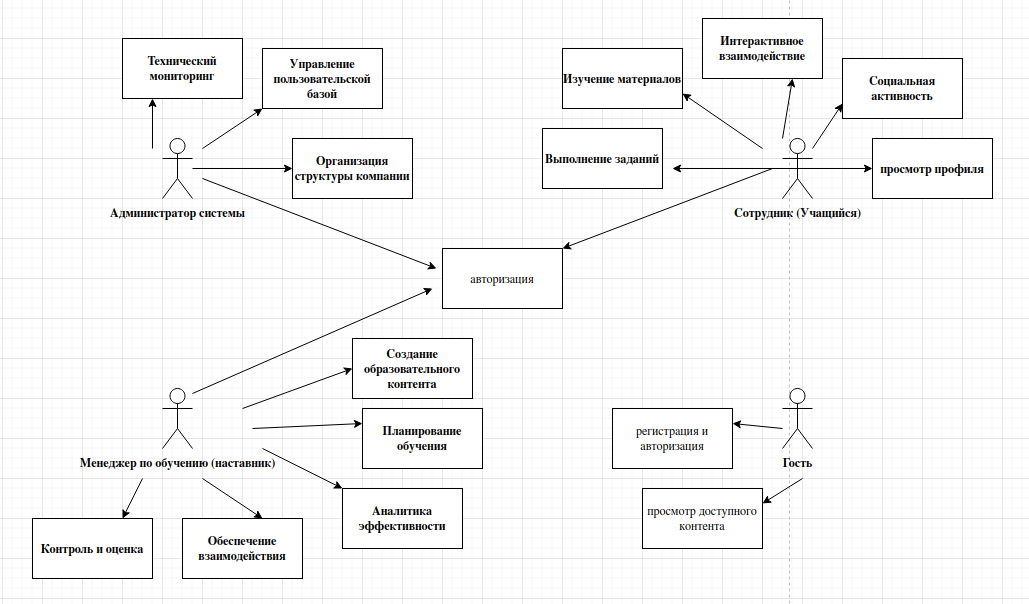 Технический
мониторинг
Управление
пользовательской
базой
Организация
структуры компании
Администратор системы
Интерактивное
взаимодействие
Изучение материалов
Социальная
активность
Выполнение заданий
просмотр профиля
Сотрудник (Учащийся)
авторизация
Создание
образовательного
контента
Планирование
обучения
Менеджер по обучению (наставник)
Аналитика
эффективности
Контроль и оценка
Обеспечение
взаимодействия
регистрация и
авторизация
Гость
просмотр доступного
контента